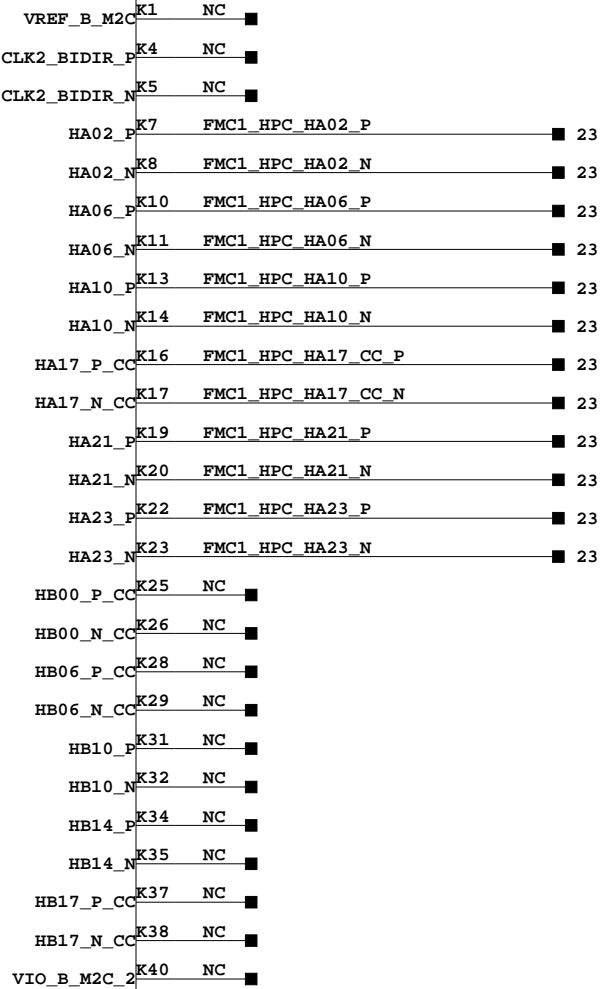 VREF_B_M2C K1 NC
CLK2_BIDIR_P K4 NC
CLK2_BIDIR_N K5 NC
HA02_P K7 FMC1_HPC_HA02_P 23
HA02_N K8 FMC1_HPC_HA02_N 23
HA06_P K10 FMC1_HPC_HA06_P 23
HA06_N K11 FMC1_HPC_HA06_N 23
HA10_P K13 FMC1_HPC_HA10_P 23
HA10_N K14 FMC1_HPC_HA10_N 23
HA17_P_CC K16 FMC1_HPC_HA17_CC_P 23
HA17_N_CC K17 FMC1_HPC_HA17_CC_N 23
HA21_P K19 FMC1_HPC_HA21_P 23
HA21_N K20 FMC1_HPC_HA21_N 23
HA23_P K22 FMC1_HPC_HA23_P 23
HA23_N K23 FMC1_HPC_HA23_N 23
HB00_P_CC K25 NC
HB00_N_CC K26 NC
HB06_P_CC K28 NC
HB06_N_CC K29 NC
HB10_P K31 NC
HB10_N K32 NC
HB14_P K34 NC
HB14_N K35 NC
HB17_P_CC K37 NC
HB17_N_CC K38 NC
VIO_B_M2C_2 K40 NC